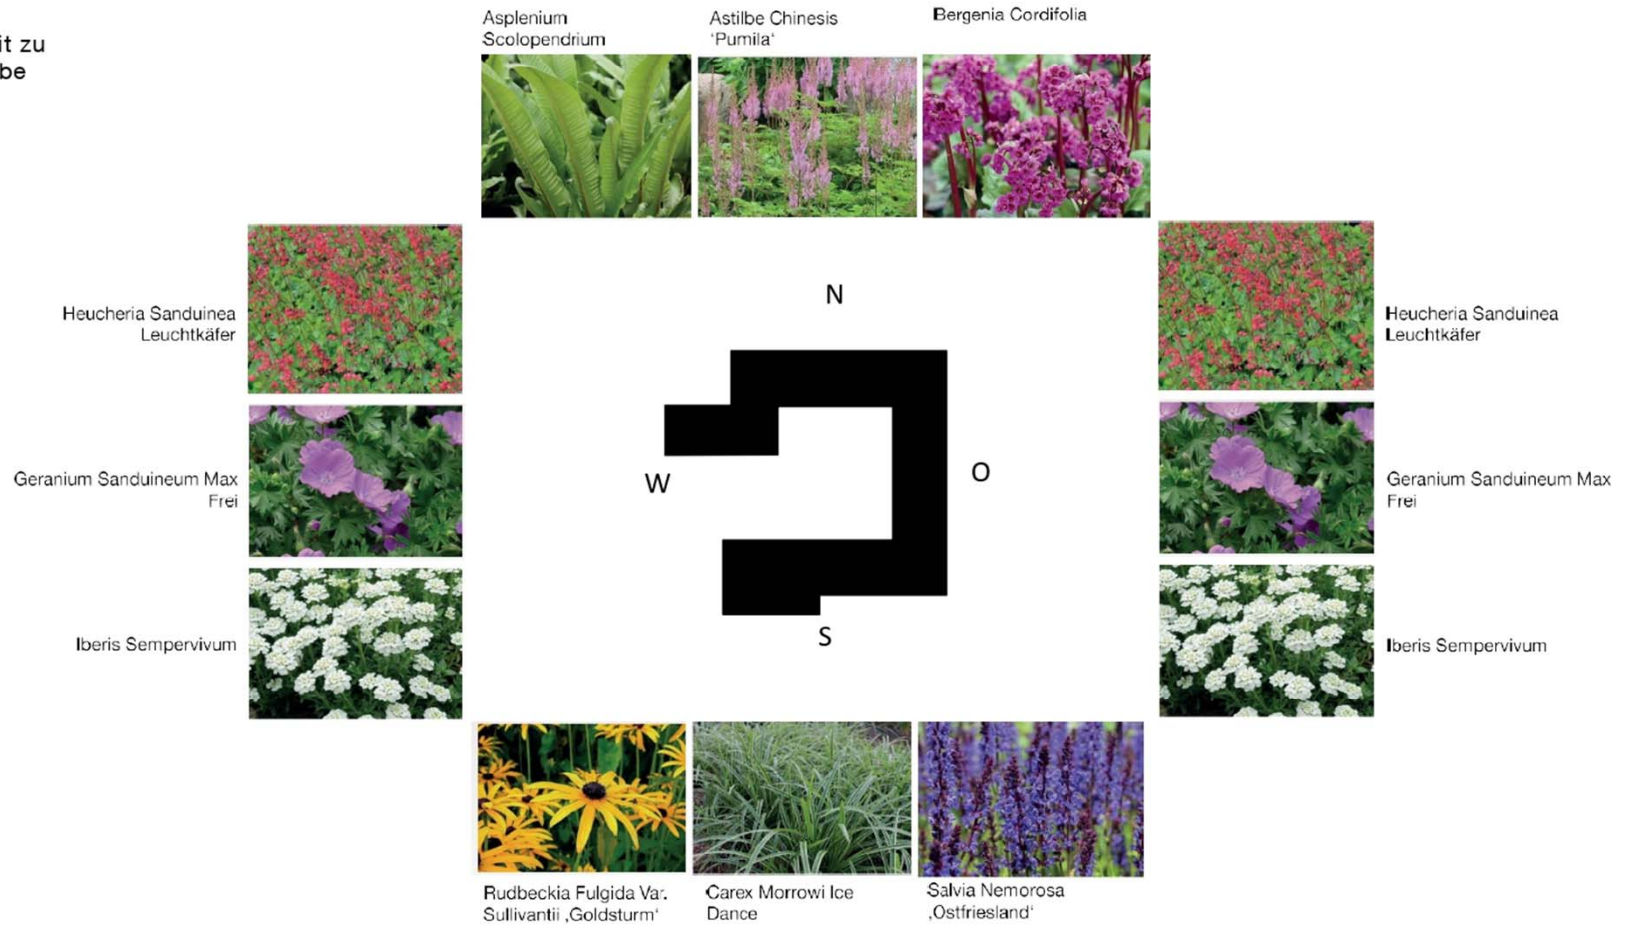 it zu
be
Asplenium
Scolopendrium
Astilbe Chinesis
'Pumila'
Bergenia Cordifolia
Heucheria Sanduinea
Leuchtkäfer
Heucheria Sanduinea
Leuchtkäfer
N
Geranium Sanduineum Max
Frei
W
O
Geranium Sanduineum Max
Frei
Iberis Sempervivum
S
Iberis Sempervivum
Rudbeckia Fulgida Var.
Sullivantii ‚Goldsturm‘
Carex Morrowi Ice
Dance
Salvia Nemorosa
‚Ostfriesland‘